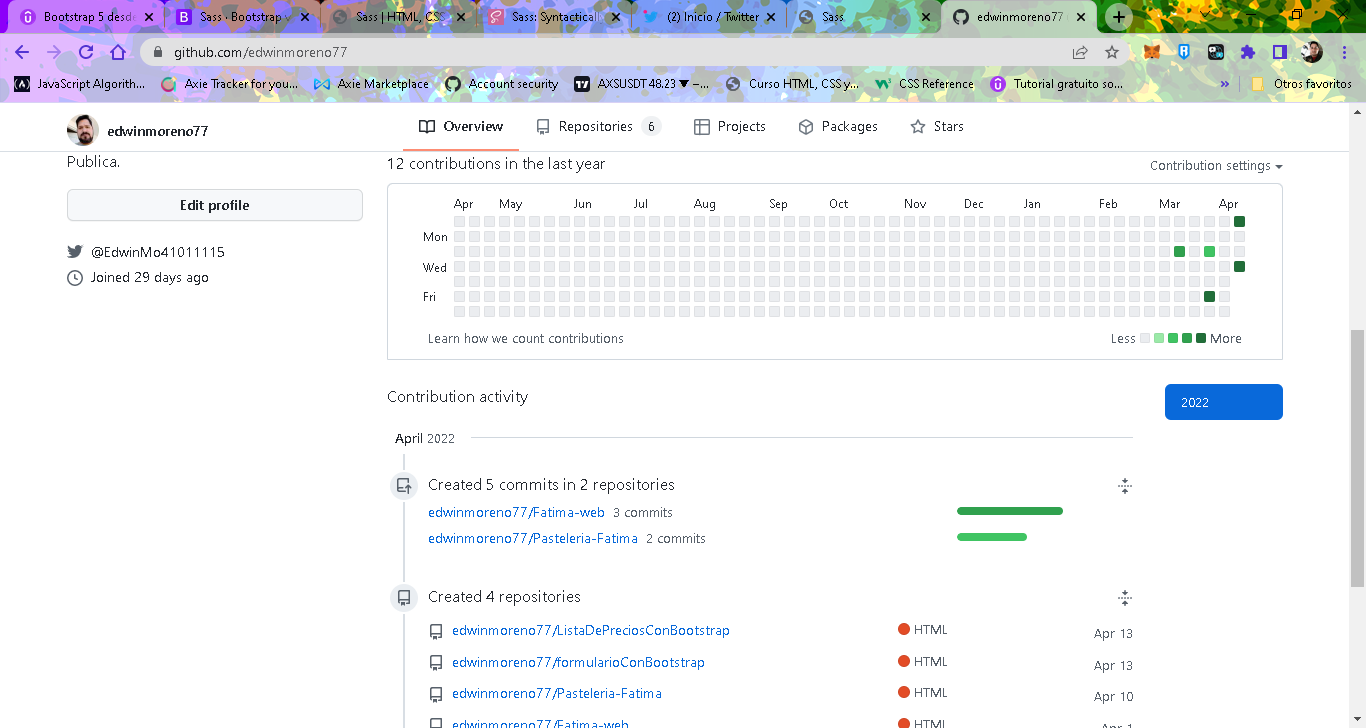 Bootstrap 5 desde
Sass · Bootstrap v
Sass | HTML, CSS
Sass: Syntacticall
(2) Inicio / Twitter
Sass
edwinmoreno77
github.com/edwinmoreno77
JavaScript Algorith...
Axie Tracker for you...
Axie Marketplace
Account security
AXSUSDT 48.23 ▼ −...
Curso HTML, CSS y...
CSS Reference
Tutorial gratuito so...
»
Otros favoritos
edwinmoreno77
Overview
Repositories 6
Projects
Packages
Stars
Publica.
Edit profile
@EdwinMo41011115
Joined 29 days ago
12 contributions in the last year
Contribution settings
Apr May Jun Jul Aug Sep Oct Nov Dec Jan Feb Mar Apr
Mon
Wed
Fri
Learn how we count contributions
Less More
Contribution activity
2022
April 2022
Created 5 commits in 2 repositories
edwinmoreno77/Fatima-web 3 commits
edwinmoreno77/Pasteleria-Fatima 2 commits
Created 4 repositories
edwinmoreno77/ListaDePreciosConBootstrap HTML Apr 13
edwinmoreno77/formularioConBootstrap HTML Apr 13
edwinmoreno77/Pasteleria-Fatima HTML Apr 10
edwinmoreno77/Fatima-web HTML Apr 1